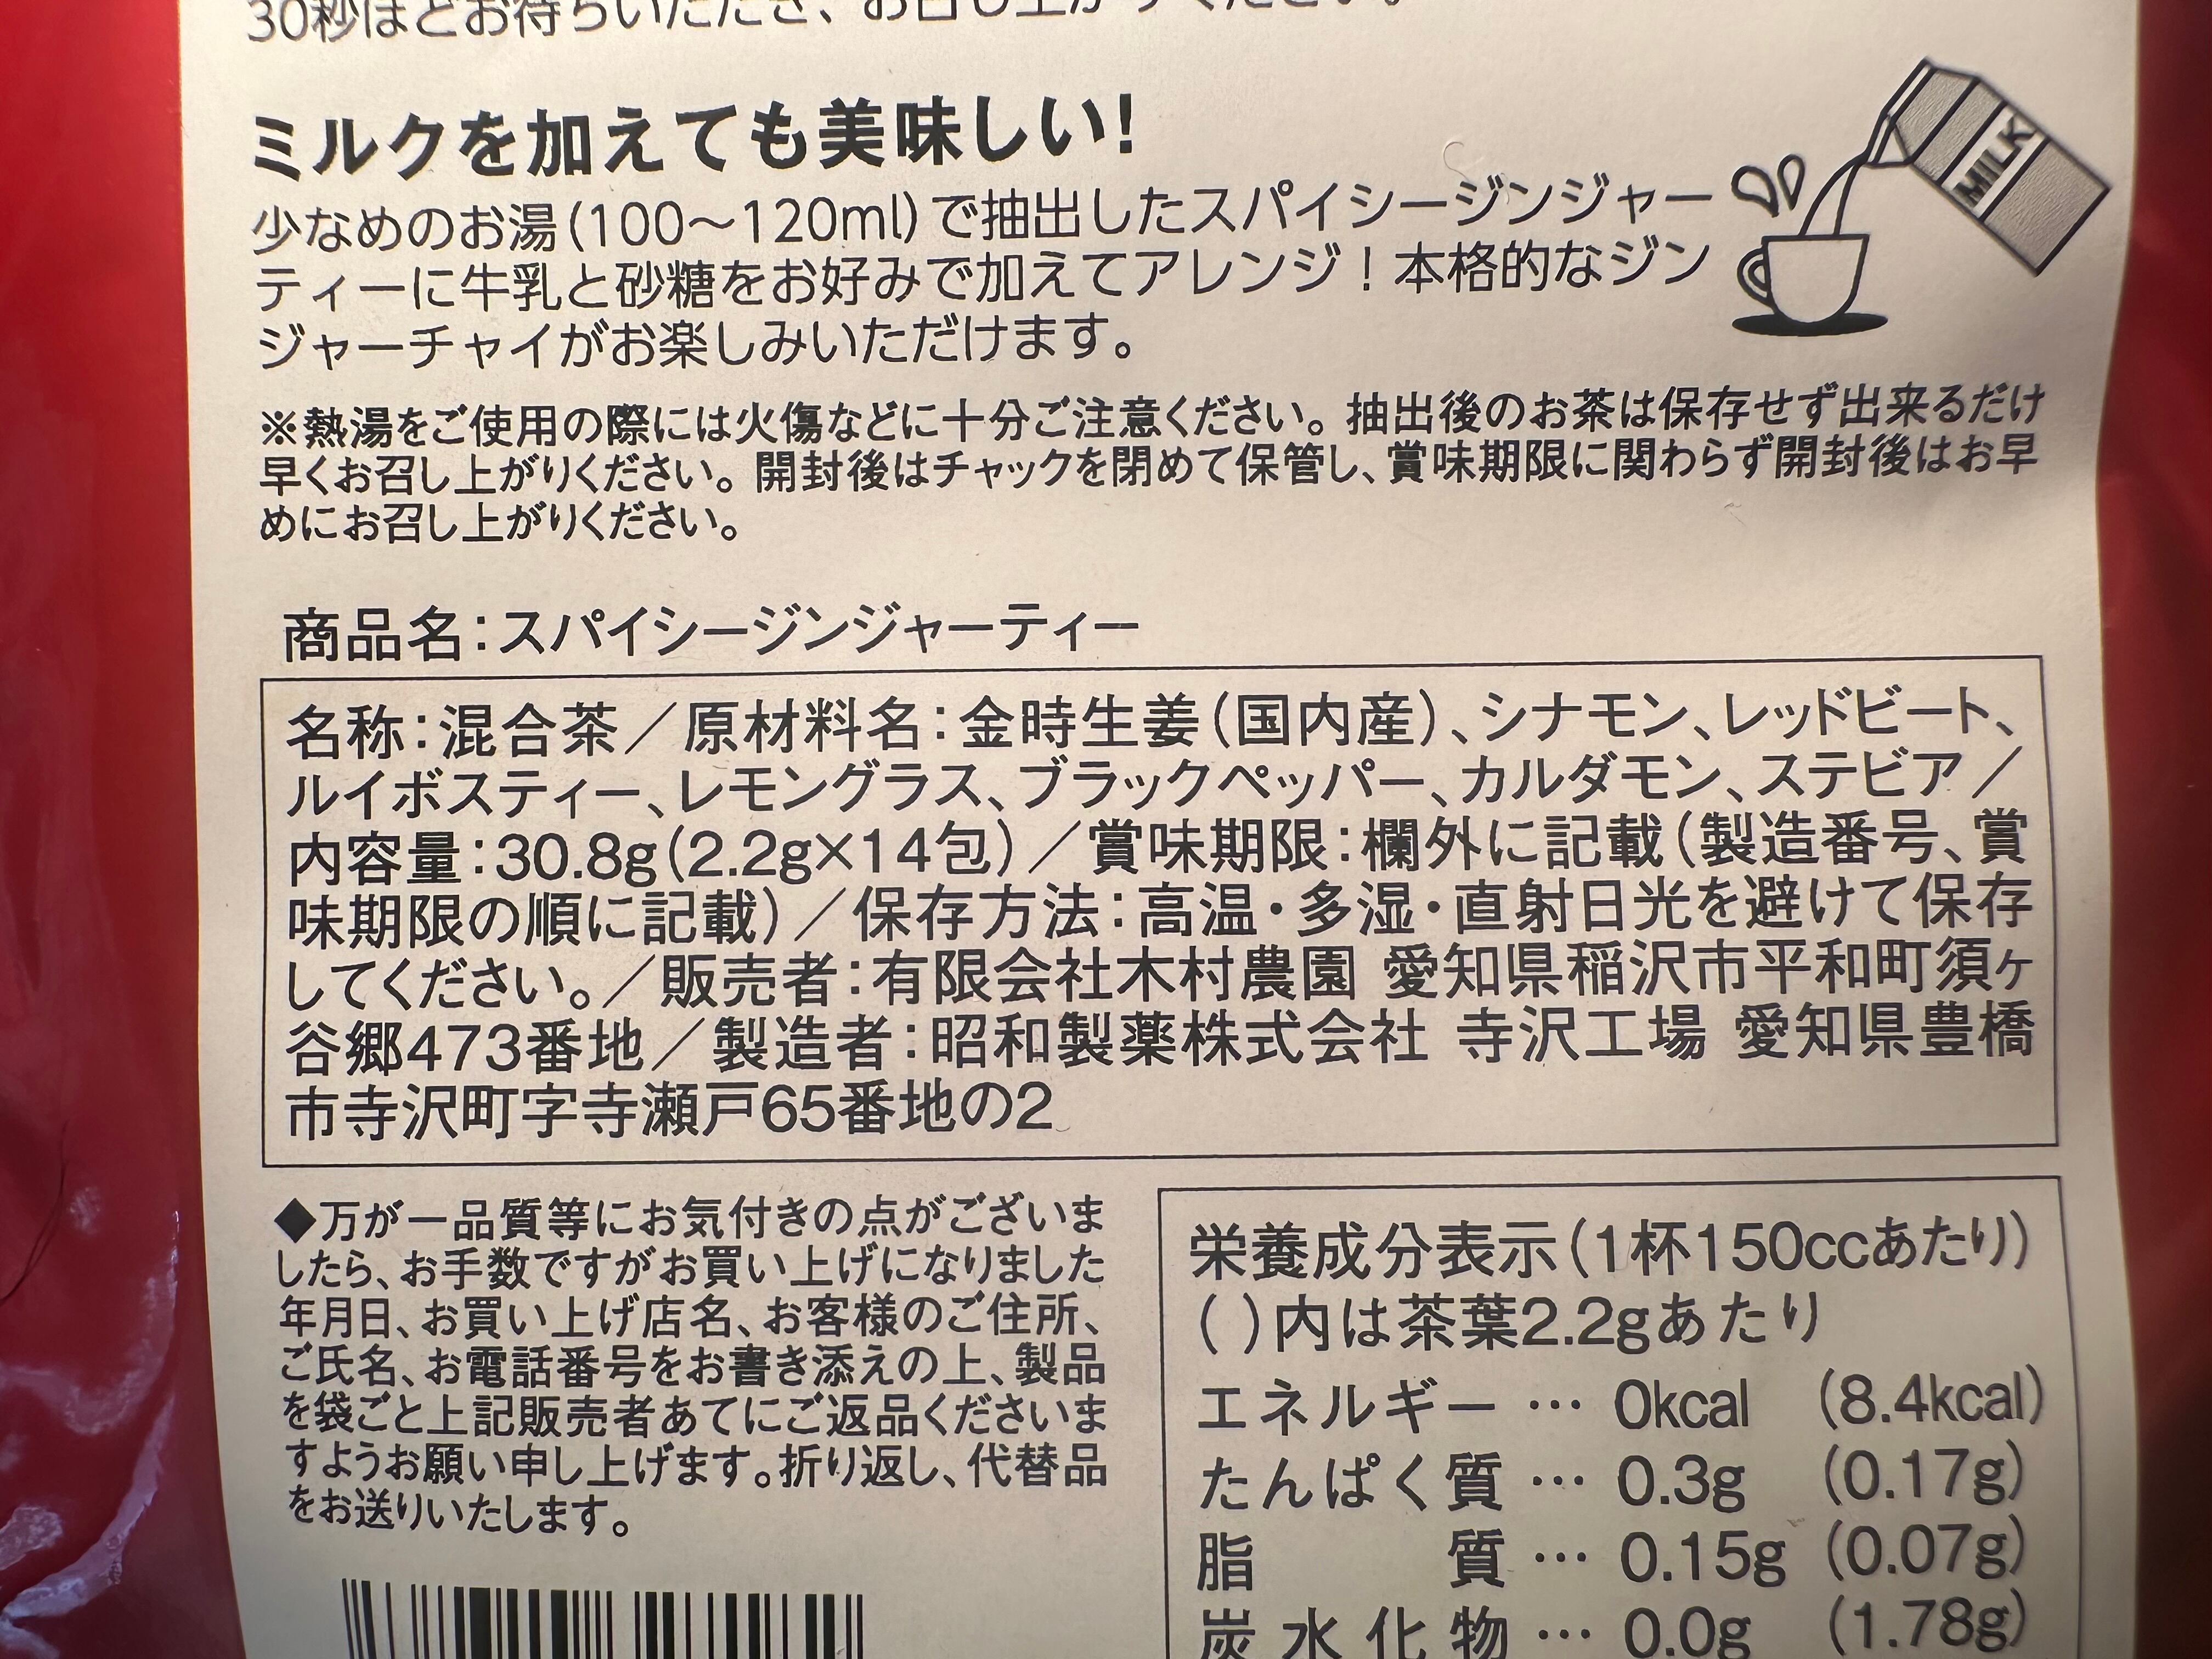 30秒ほどお待ちいただき、お召し上がりください。
ミルクを加えても美味しい!
少なめのお湯(100〜120ml)で抽出したスパイシージンジャー
ティーに牛乳と砂糖をお好みで加えてアレンジ!本格的なジン
ジャーチャイがお楽しみいただけます。
MILK
※熱湯をご使用の際には火傷などに十分ご注意ください。抽出後のお茶は保存せず出来るだけ
早くお召し上がりください。開封後はチャックを閉めて保管し、賞味期限に関わらず開封後はお早
めにお召し上がりください。
商品名:スパイシージンジャーティー
名称:混合茶/原材料名:金時生姜(国内産)、シナモン、レッドビート、
ルイボスティー、レモングラス、ブラックペッパー、カルダモン、ステビア/
内容量:30.8g(2.2g×14包)/賞味期限:欄外に記載(製造番号、賞
味期限の順に記載)/保存方法:高温・多湿・直射日光を避けて保存
してください。/販売者:有限会社木村農園 愛知県稲沢市平和町須ヶ
谷郷473番地/製造者:昭和製薬株式会社 寺沢工場 愛知県豊橋
市寺沢町字寺瀬戸65番地の2
◆万が一品質等にお気付きの点がございま
したら、お手数ですがお買い上げになりました
年月日、お買い上げ店名、お客様のご住所、
ご氏名、お電話番号をお書き添えの上、製品
を袋ごと上記販売者あてにご返品くださいま
すようお願い申し上げます。折り返し、代替品
をお送りいたします。
栄養成分表示(1杯150ccあたり)
( )内は茶葉2.2gあたり
エネルギー … 0kcal (8.4kcal)
たんぱく質 … 0.3g (0.17g)
脂質 … 0.15g (0.07g)
炭水化物 … 0.0g (1.78g)